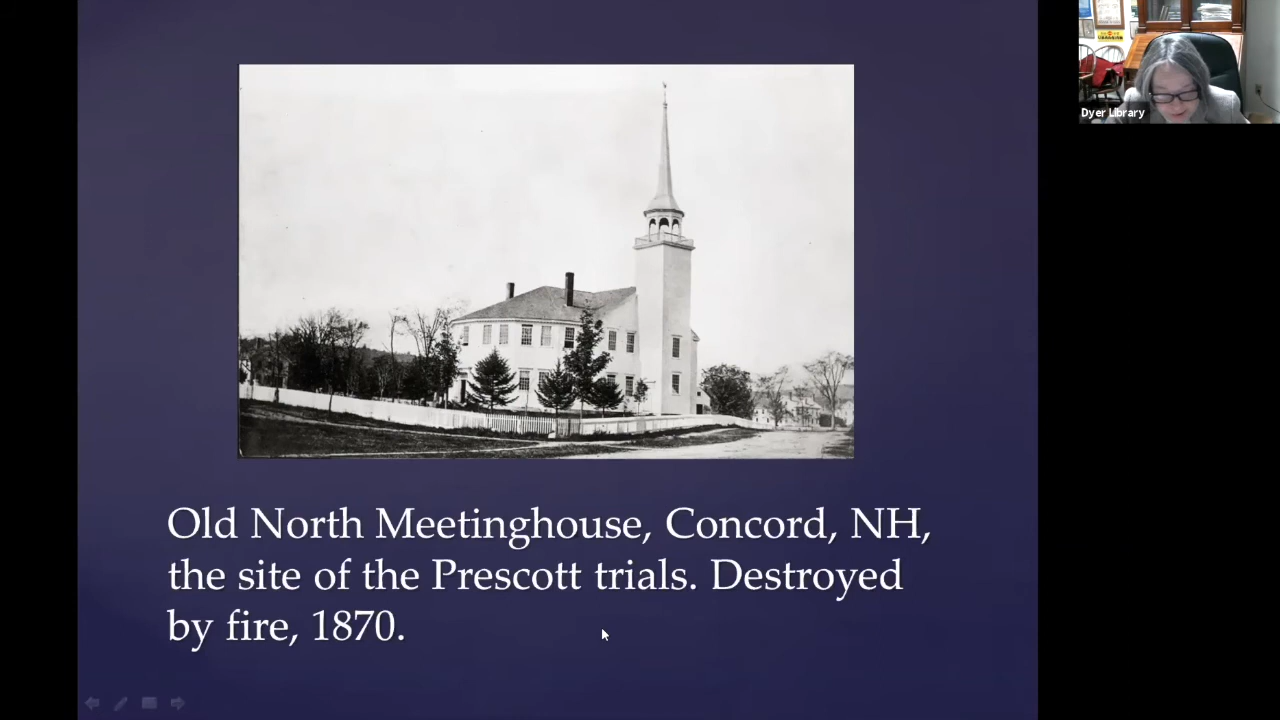 Old North Meetinghouse, Concord, NH,
the site of the Prescott trials. Destroyed
by fire, 1870.
Dyer Library